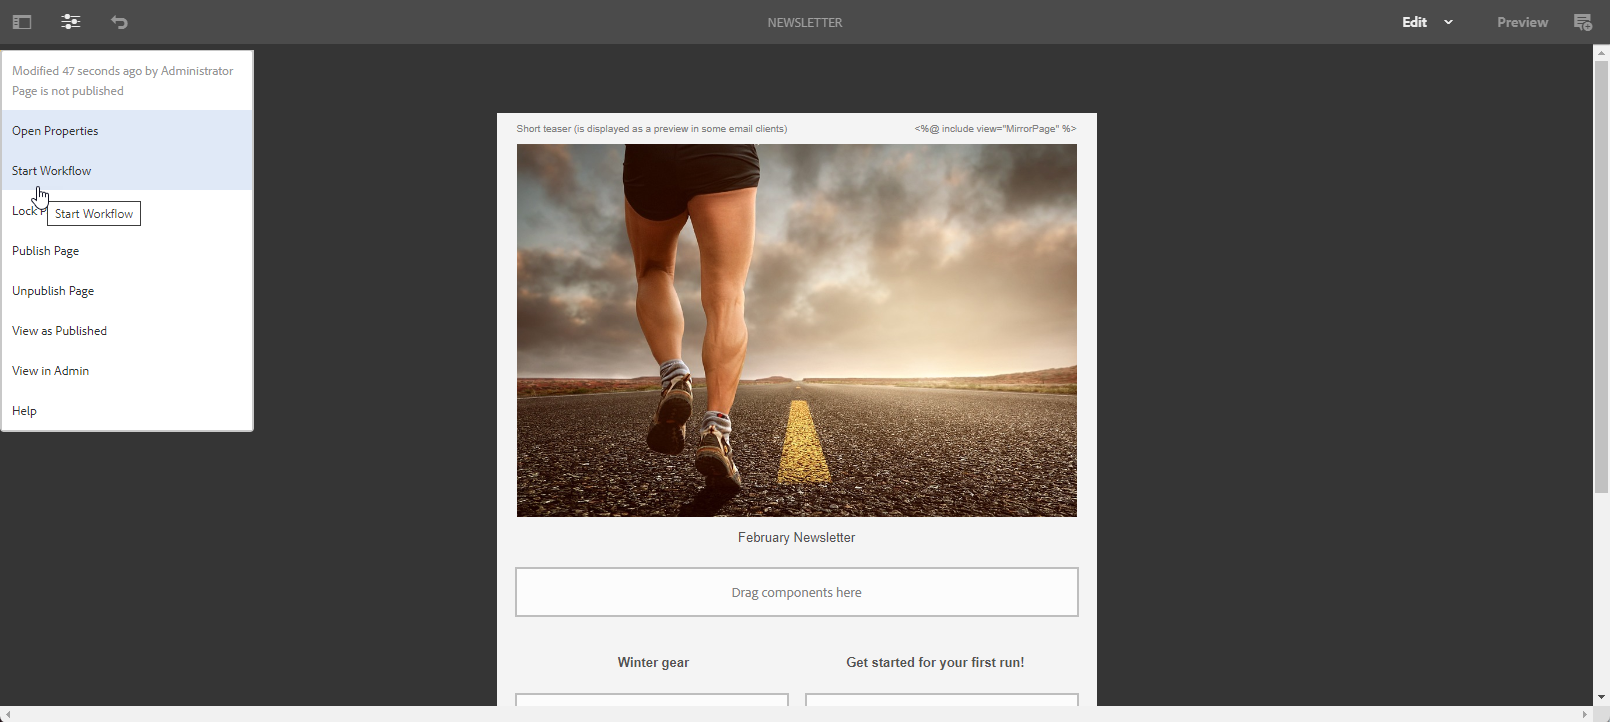 NEWSLETTER
Edit
Preview
Modified 47 seconds ago by Administrator
Page is not published
Open Properties
Start Workflow
Lock P
Start Workflow
Publish Page
Unpublish Page
View as Published
View in Admin
Help
Short teaser (is displayed as a preview in some email clients)
<%@ include view="MirrorPage" %>
February Newsletter
Drag components here
Winter gear
Get started for your first run!